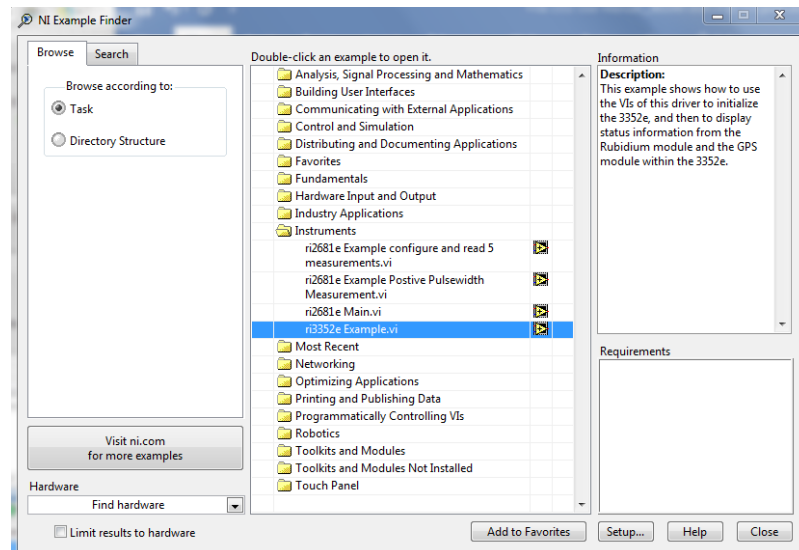 NI Example Finder
Browse
Search
Browse according to:
Task
Directory Structure
Visit ni.com
for more examples
Hardware
Find hardware
Limit results to hardware
Double-click an example to open it.
Analysis, Signal Processing and Mathematics
Building User Interfaces
Communicating with External Applications
Control and Simulation
Distributing and Documenting Applications
Favorites
Fundamentals
Hardware Input and Output
Industry Applications
Instruments
ri2681e Example configure and read 5
measurements.vi
ri2681e Example Postive Pulsewidth
Measurement.vi
ri2681e Main.vi
ri3352e Example.vi
Most Recent
Networking
Optimizing Applications
Printing and Publishing Data
Programmatically Controlling VIs
Robotics
Toolkits and Modules
Toolkits and Modules Not Installed
Touch Panel
Information
Description:
This example shows how to use
the VIs of this driver to initialize
the 3352e, and then to display
status information from the
Rubidium module and the GPS
module within the 3352e.
Requirements
Add to Favorites
Setup...
Help
Close